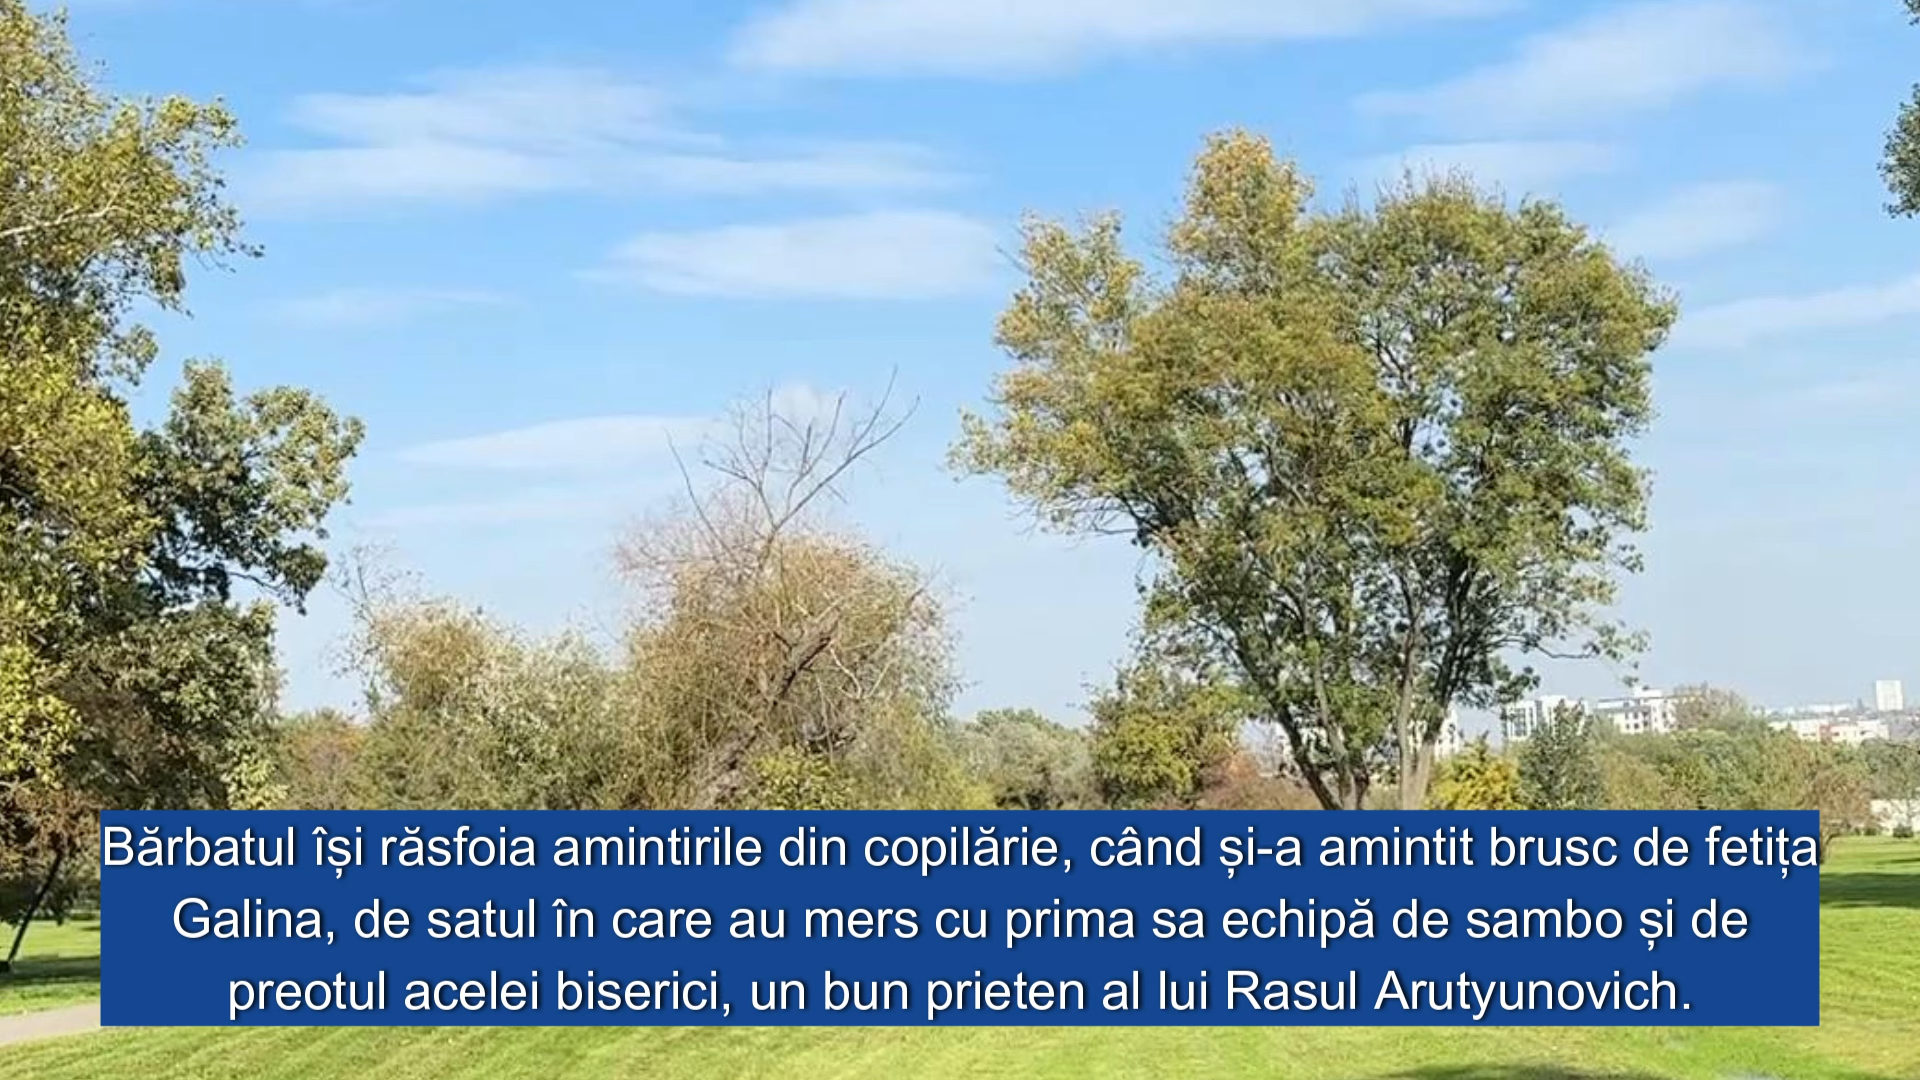 Bărbatul își răsfoia amintirile din copilărie, când și-a amintit brusc de fetița
Galina, de satul în care au mers cu prima sa echipă de sambo și de
preotul acelei biserici, un bun prieten al lui Rasul Arutyunovich.